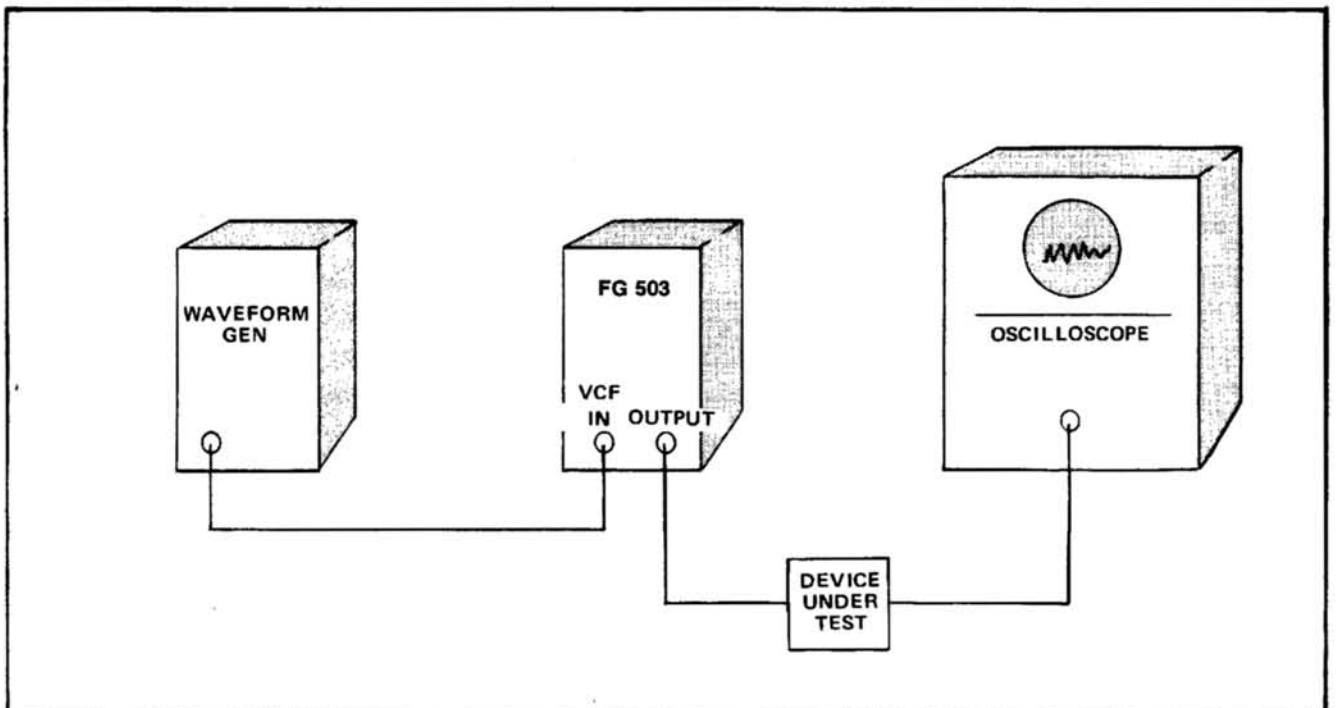 WAVEFORM
GEN
FG 503
VCF
IN OUTPUT
OSCILLOSCOPE
DEVICE
UNDER
TEST